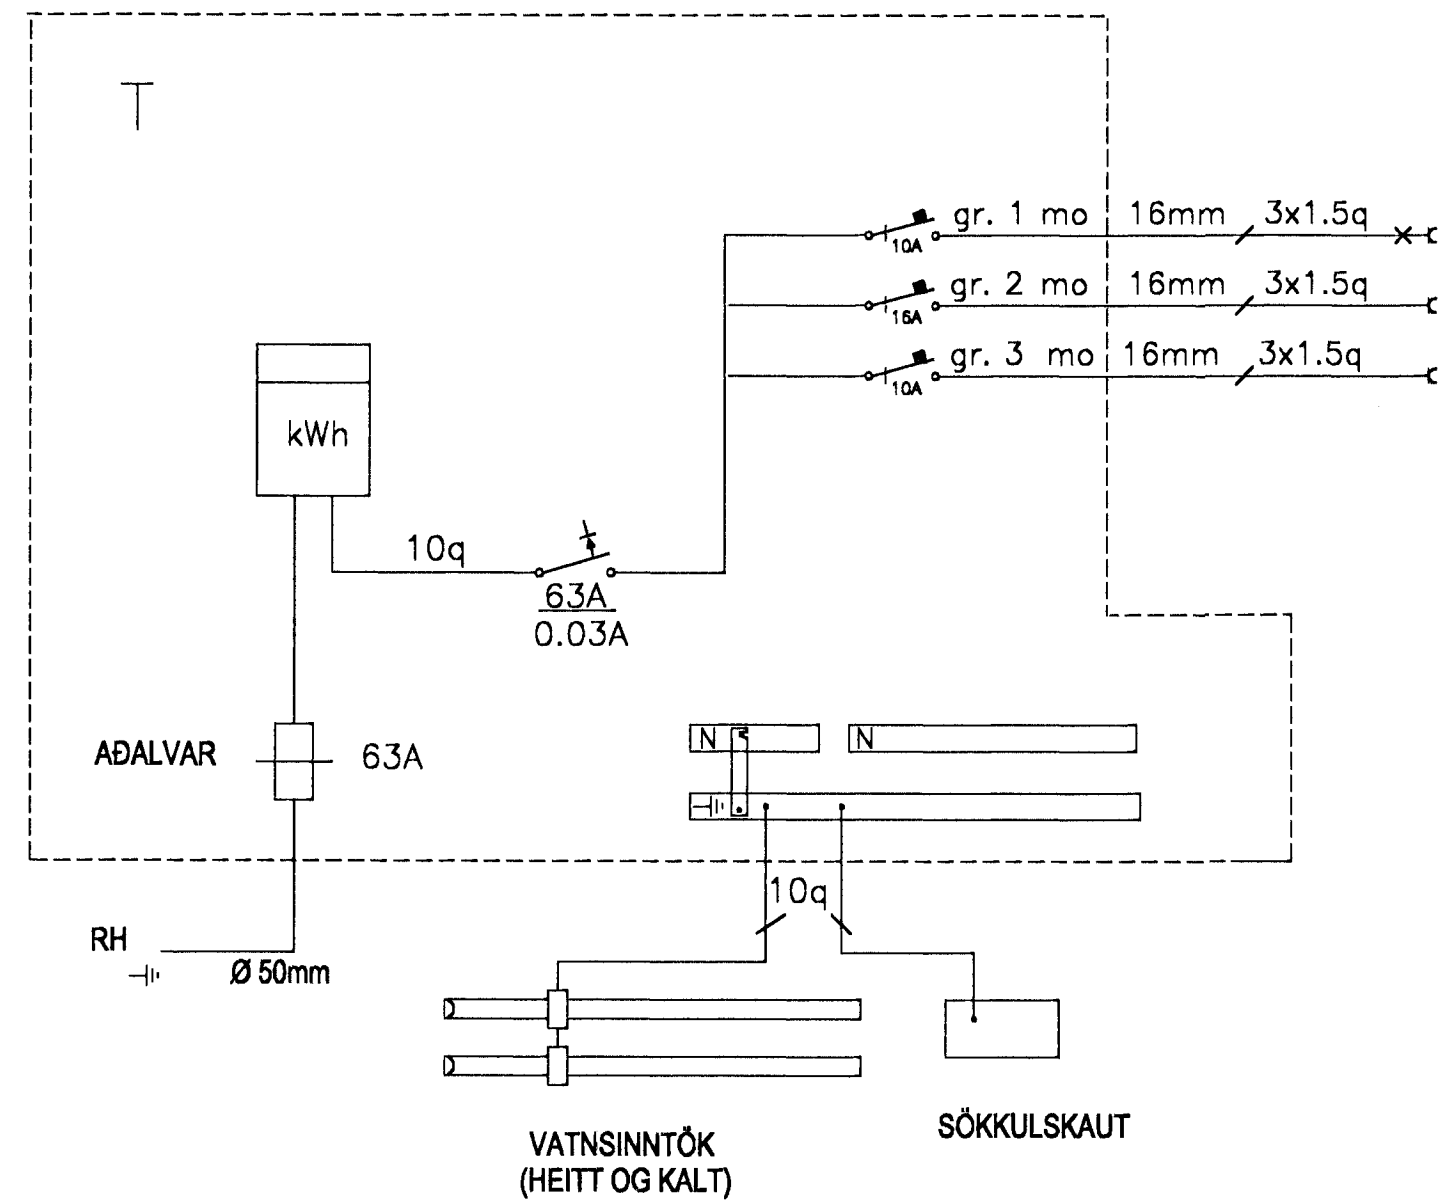 T
gr. 1 mo 16mm 3x1.5q
10A
gr. 2 mo 16mm 3x1.5q
16A
gr. 3 mo 16mm 3x1.5q
10A
kWh
10q
63A
0.03A
AÐALVAR 63A
N N
10q
RH
Ø 50mm
VATNSINNTÖK
(HEITT OG KALT)
SÖKKULSKAUT